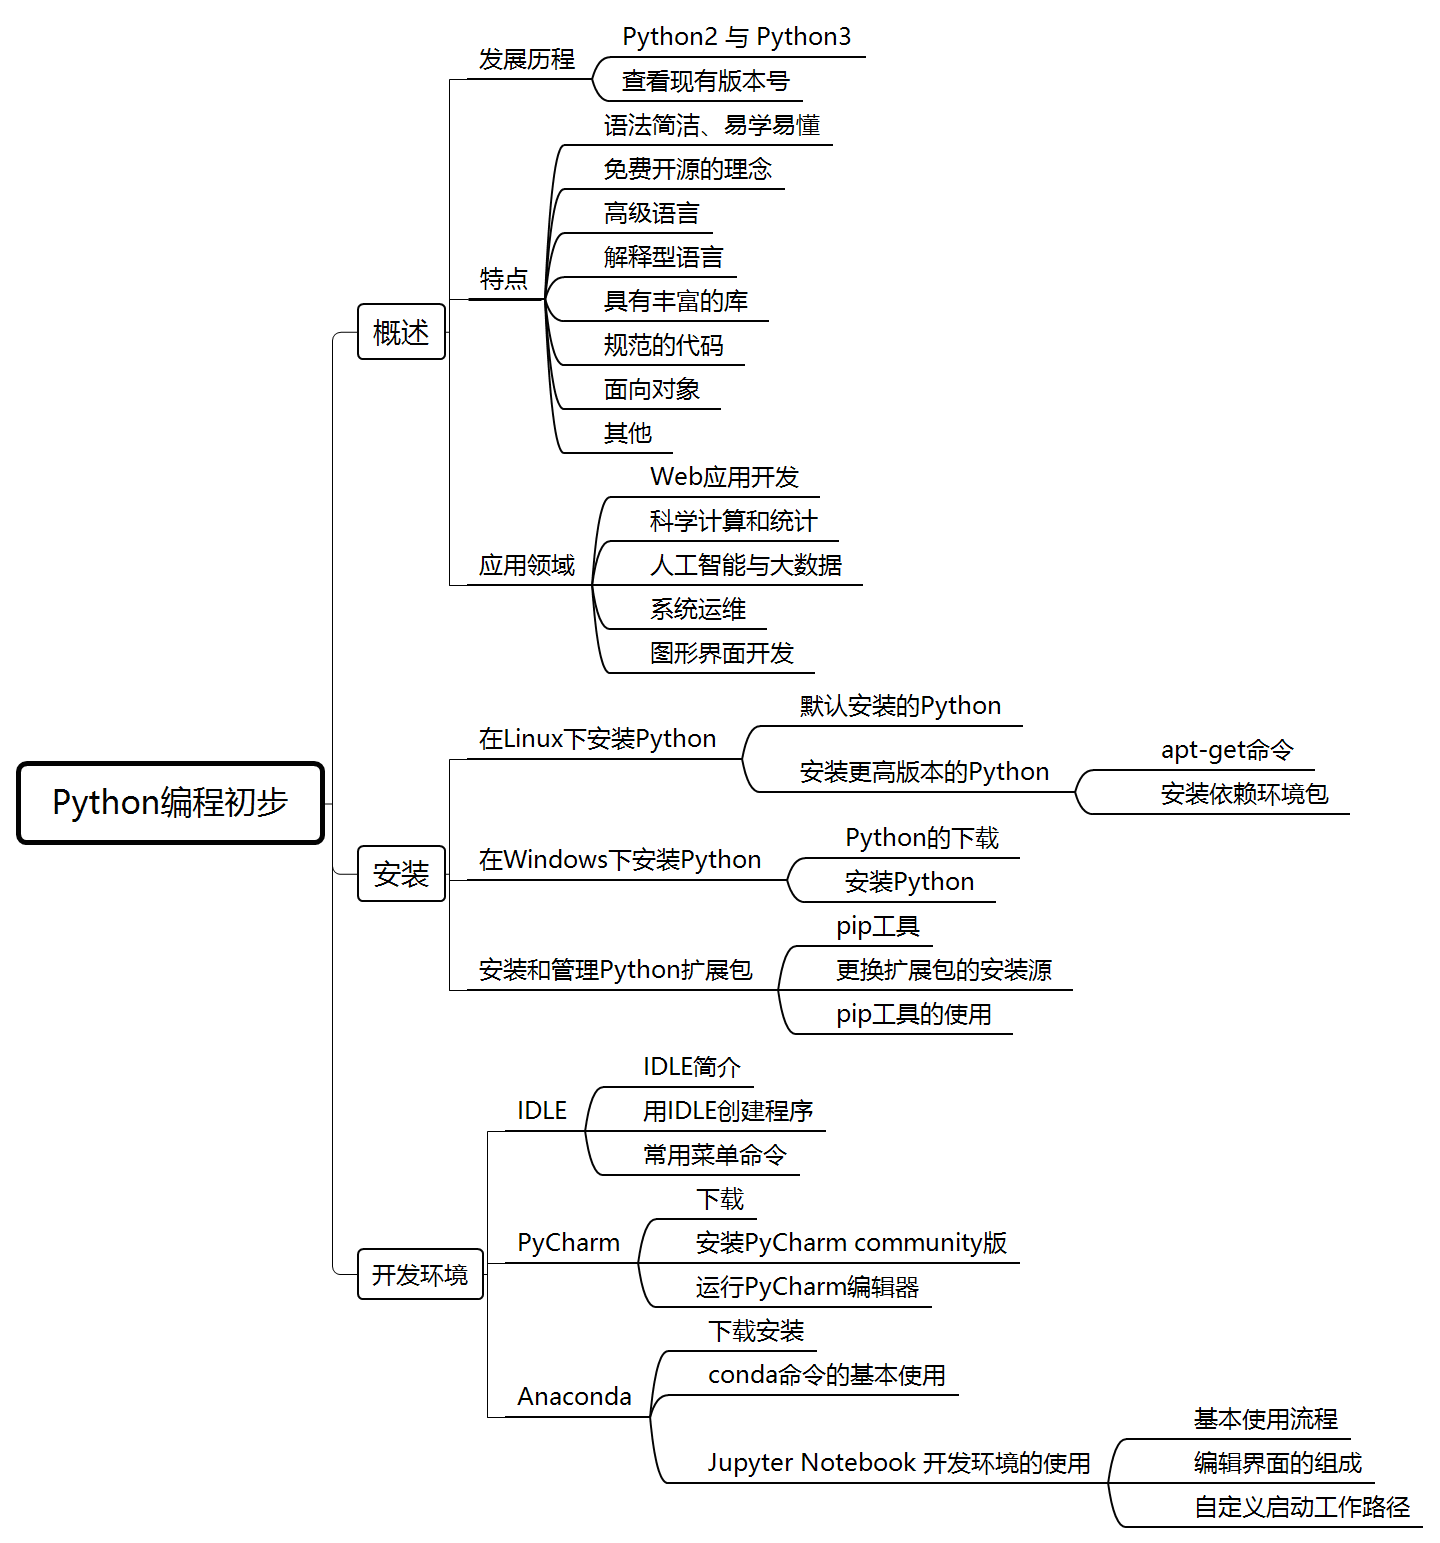 Python编程初步
概述
发展历程
Python2 与 Python3
查看现有版本号
特点
语法简洁、易学易懂
免费开源的理念
高级语言
解释型语言
具有丰富的库
规范的代码
面向对象
其他
应用领域
Web应用开发
科学计算和统计
人工智能与大数据
系统运维
图形界面开发
安装
在Linux下安装Python
默认安装的Python
安装更高版本的Python
apt-get命令
安装依赖环境包
在Windows下安装Python
Python的下载
安装Python
安装和管理Python扩展包
pip工具
更换扩展包的安装源
pip工具的使用
开发环境
IDLE
IDLE简介
用IDLE创建程序
常用菜单命令
PyCharm
下载
安装PyCharm community版
运行PyCharm编辑器
Anaconda
下载安装
conda命令的基本使用
Jupyter Notebook 开发环境的使用
基本使用流程
编辑界面的组成
自定义启动工作路径